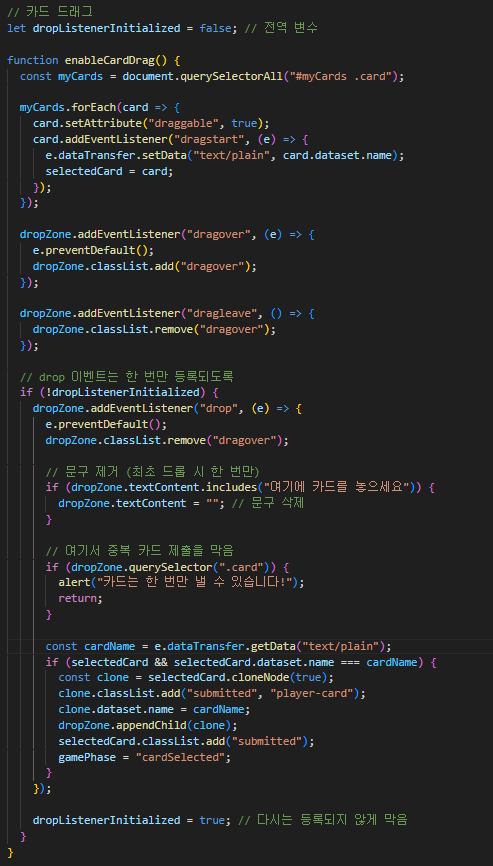 // 카드 드래그
let dropListenerInitialized = false; // 전역 변수

function enableCardDrag() {
  const myCards = document.querySelectorAll("#myCards .card");

  myCards.forEach(card => {
    card.setAttribute("draggable", true);
    card.addEventListener("dragstart", (e) => {
      e.dataTransfer.setData("text/plain", card.dataset.name);
      selectedCard = card;
    });
  });

  dropZone.addEventListener("dragover", (e) => {
    e.preventDefault();
    dropZone.classList.add("dragover");
  });

  dropZone.addEventListener("dragleave", () => {
    dropZone.classList.remove("dragover");
  });

  // drop 이벤트는 한 번만 등록되도록
  if (!dropListenerInitialized) {
    dropZone.addEventListener("drop", (e) => {
      e.preventDefault();
      dropZone.classList.remove("dragover");

      // 문구 제거 (최초 드롭 시 한 번만)
      if (dropZone.textContent.includes("여기에 카드를 놓으세요")) {
        dropZone.textContent = ""; // 문구 삭제
      }

      // 여기서 중복 카드 제출을 막음
      if (dropZone.querySelector(".card")) {
        alert("카드는 한 번만 낼 수 있습니다!");
        return;
      }

      const cardName = e.dataTransfer.getData("text/plain");
      if (selectedCard && selectedCard.dataset.name === cardName) {
        const clone = selectedCard.cloneNode(true);
        clone.classList.add("submitted", "player-card");
        clone.dataset.name = cardName;
        dropZone.appendChild(clone);
        selectedCard.classList.add("submitted");
        gamePhase = "cardSelected";
      }
    });

    dropListenerInitialized = true; // 다시는 등록되지 않게 막음
  }
}